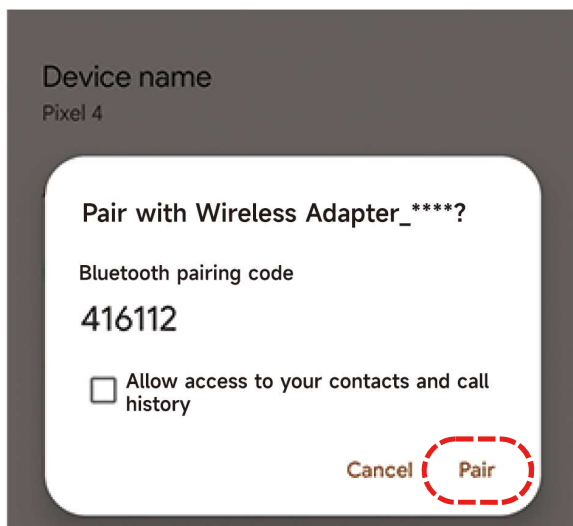 Device name
Pixel 4
Pair with Wireless Adapter_****?
Bluetooth pairing code
416112
Allow access to your contacts and call
history
Cancel
Pair